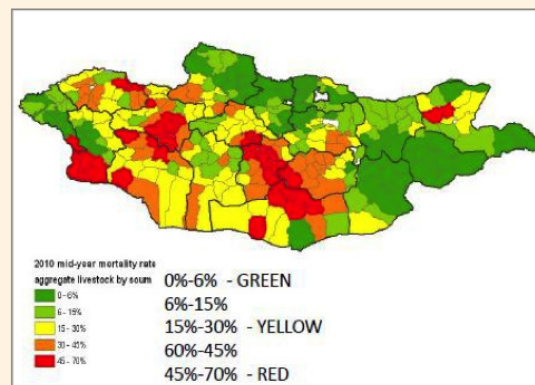 2010 mid-year mortality rate
aggregate livestock by soum
0 - 6%
6 - 15%
15 - 30%
30 - 45%
45 - 70%
0%-6% - GREEN
6%-15%
15%-30% - YELLOW
60%-45%
45%-70% - RED